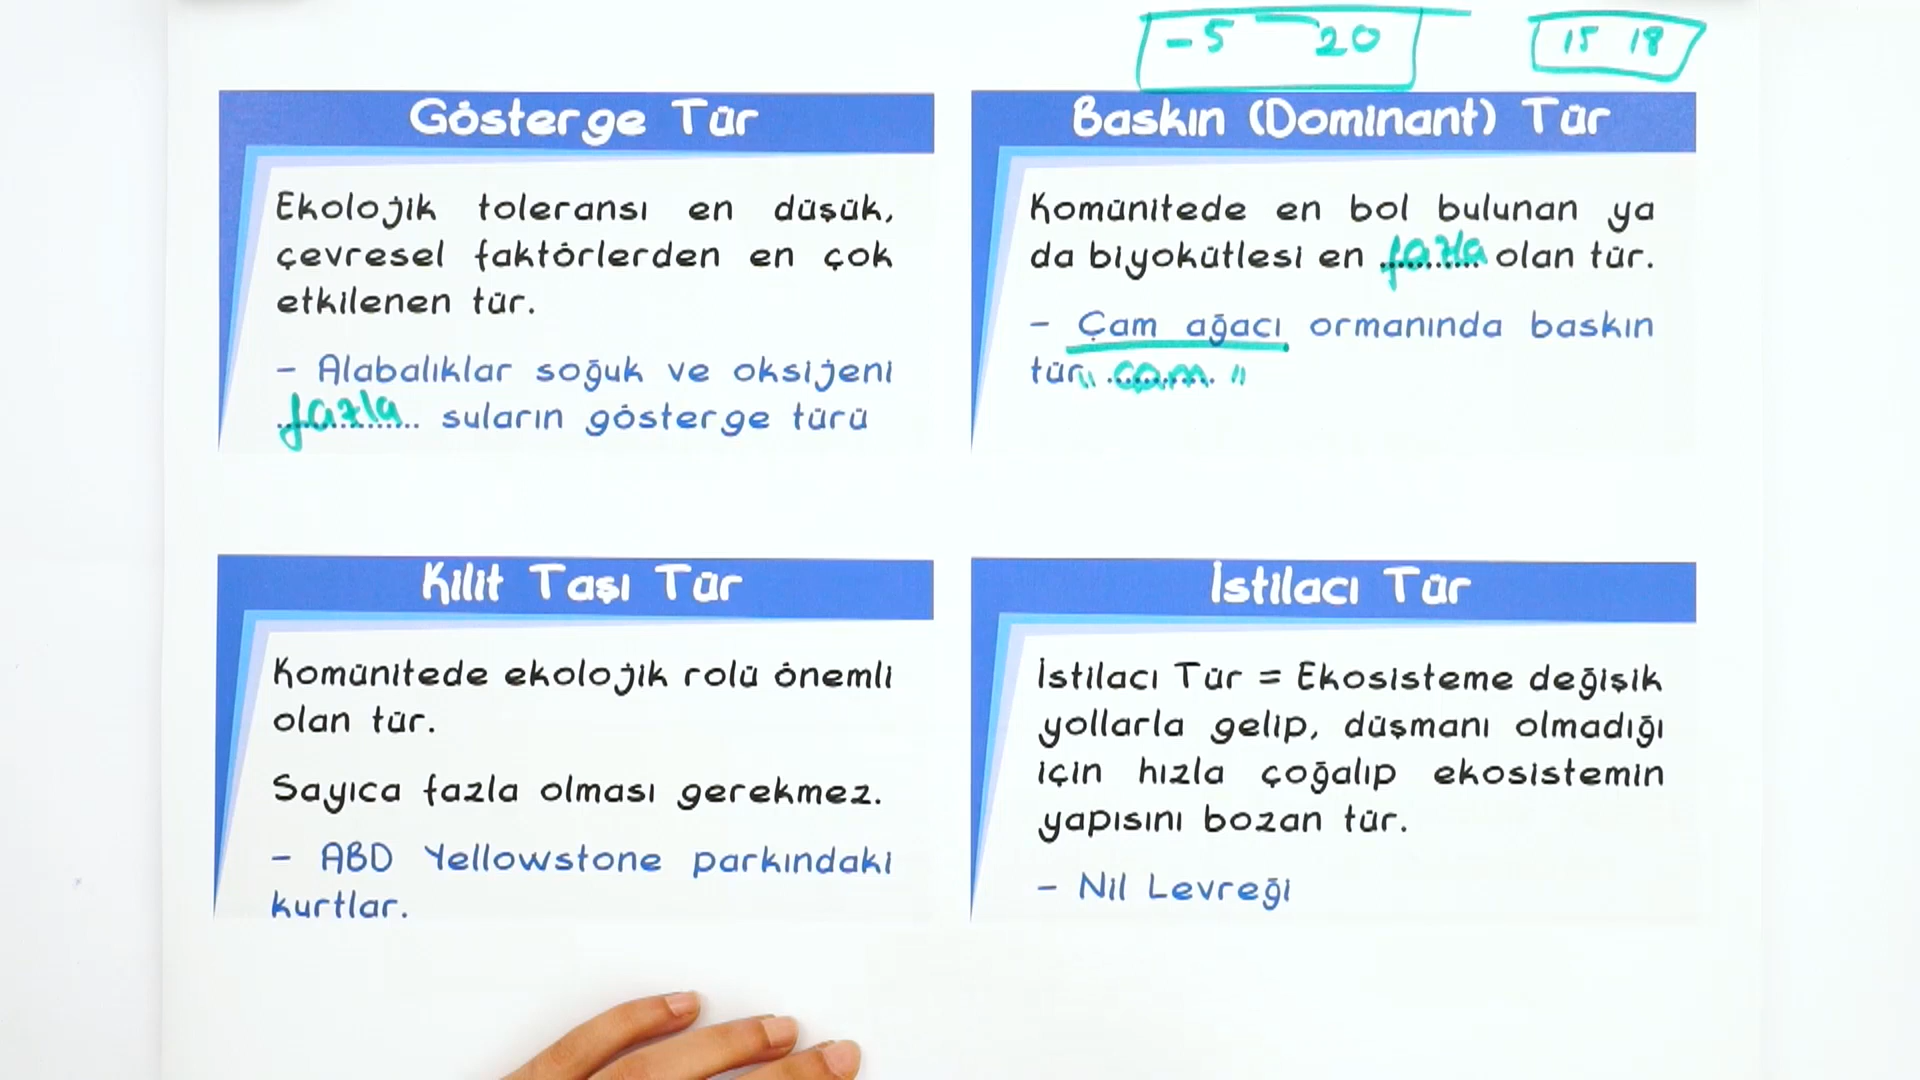 -5 20
15 18
Gösterge Tür
Ekolojik toleransı en düşük,
çevresel faktörlerden en çok
etkilenen tür.
- Alabalıklar soğuk ve oksijeni
fazla suların gösterge türü
Baskın (Dominant) Tür
Komünitede en bol bulunan ya
da biyokütlesi en fazla olan tür.
- Çam ağacı ormanında baskın
tür "çam"
Kilit Taşı Tür
Komünitede ekolojik rolü önemli
olan tür.
Sayıca fazla olması gerekmez.
- ABD Yellowstone parkındaki
kurtlar.
İstilacı Tür
İstilacı Tür = Ekosisteme değişik
yollarla gelip, düşmanı olmadığı
için hızla çoğalıp ekosistemin
yapısını bozan tür.
- Nil Levreği